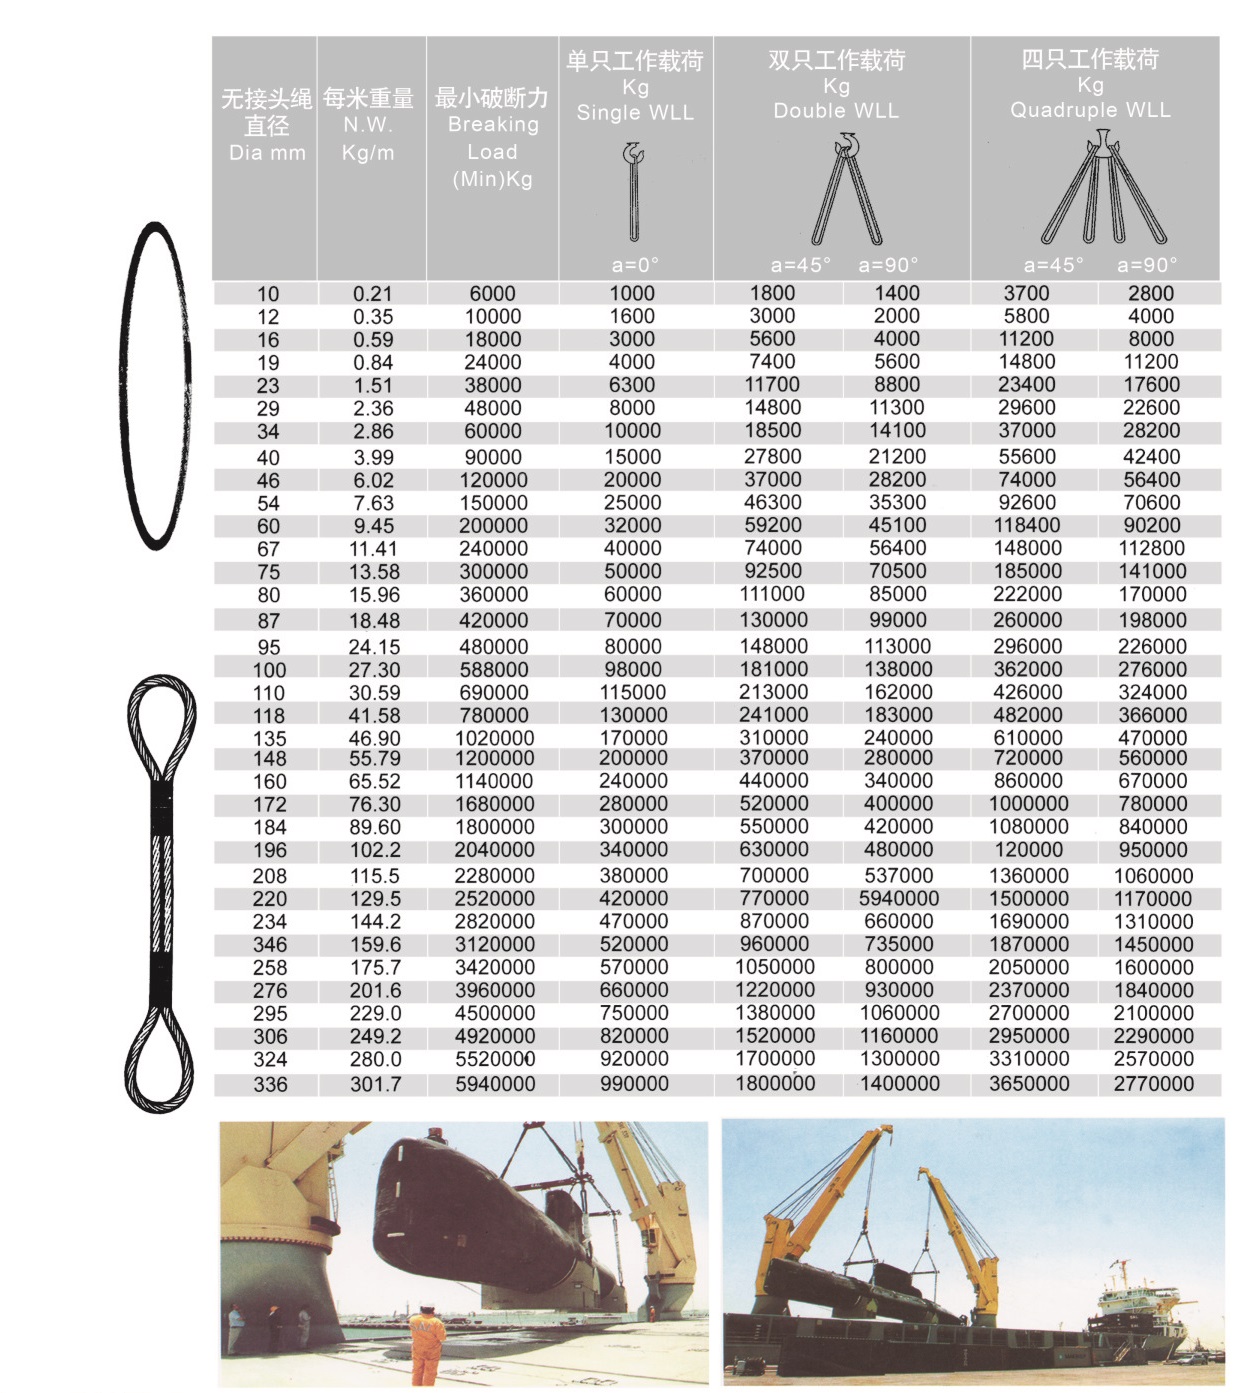 无接头绳
直径
Dia mm
每米重量
N.W.
Kg/m
最小破断力
Breaking
Load
(Min)Kg
单只工作载荷
Kg
Single WLL
a=0°
双只工作载荷
Kg
Double WLL
a=45° a=90°
四只工作载荷
Kg
Quadruple WLL
a=45° a=90°
10 0.21 6000 1000 1800 1400 3700 2800
12 0.35 10000 1600 3000 2000 5800 4000
16 0.59 18000 3000 5600 4000 11200 8000
19 0.84 24000 4000 7400 5600 14800 11200
23 1.51 38000 6300 11700 8800 23400 17600
29 2.36 48000 8000 14800 11300 29600 22600
34 2.86 60000 10000 18500 14100 37000 28200
40 3.99 90000 15000 27800 21200 55600 42400
46 6.02 120000 20000 37000 28200 74000 56400
54 7.63 150000 25000 46300 35300 92600 70600
60 9.45 200000 32000 59200 45100 118400 90200
67 11.41 240000 40000 74000 56400 148000 112800
75 13.58 300000 50000 92500 70500 185000 141000
80 15.96 360000 60000 111000 85000 222000 170000
87 18.48 420000 70000 130000 99000 260000 198000
95 24.15 480000 80000 148000 113000 296000 226000
100 27.30 588000 98000 181000 138000 362000 276000
110 30.59 690000 115000 213000 162000 426000 324000
118 41.58 780000 130000 241000 183000 482000 366000
135 46.90 1020000 170000 310000 240000 610000 470000
148 55.79 1200000 200000 370000 280000 720000 560000
160 65.52 1140000 240000 440000 340000 860000 670000
172 76.30 1680000 280000 520000 400000 1000000 780000
184 89.60 1800000 300000 550000 420000 1080000 840000
196 102.2 2040000 340000 630000 480000 120000 950000
208 115.5 2280000 380000 700000 537000 1360000 1060000
220 129.5 2520000 420000 770000 5940000 1500000 1170000
234 144.2 2820000 470000 870000 660000 1690000 1310000
346 159.6 3120000 520000 960000 735000 1870000 1450000
258 175.7 3420000 570000 1050000 800000 2050000 1600000
276 201.6 3960000 660000 1220000 930000 2370000 1840000
295 229.0 4500000 750000 1380000 1060000 2700000 2100000
306 249.2 4920000 820000 1520000 1160000 2950000 2290000
324 280.0 5520000 920000 1700000 1300000 3310000 2570000
336 301.7 5940000 990000 1800000 1400000 3650000 2770000